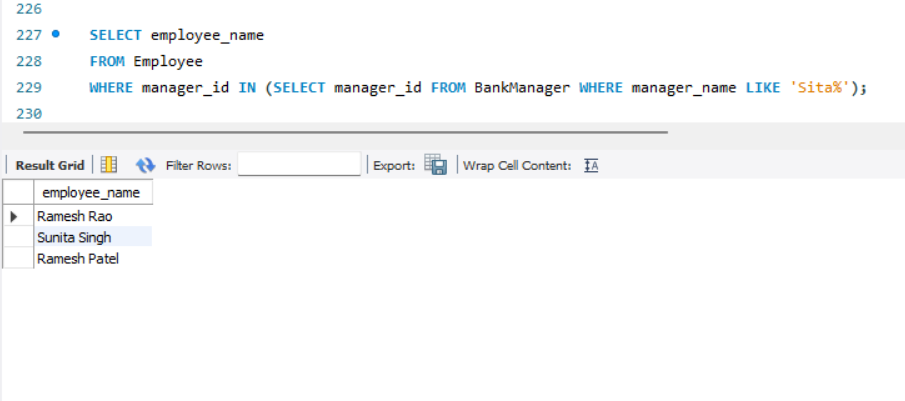 226
227 SELECT employee_name
228 FROM Employee
229 WHERE manager_id IN (SELECT manager_id FROM BankManager WHERE manager_name LIKE 'Sita%');
230
Result Grid Filter Rows: Export: Wrap Cell Content:
employee_name
Ramesh Rao
Sunita Singh
Ramesh Patel